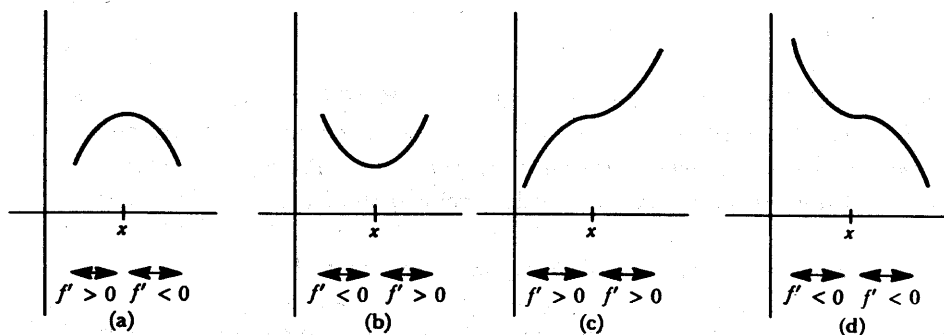 x x x x
f' > 0 f' < 0 f' < 0 f' > 0 f' > 0 f' > 0 f' < 0 f' < 0
(a) (b) (c) (d)